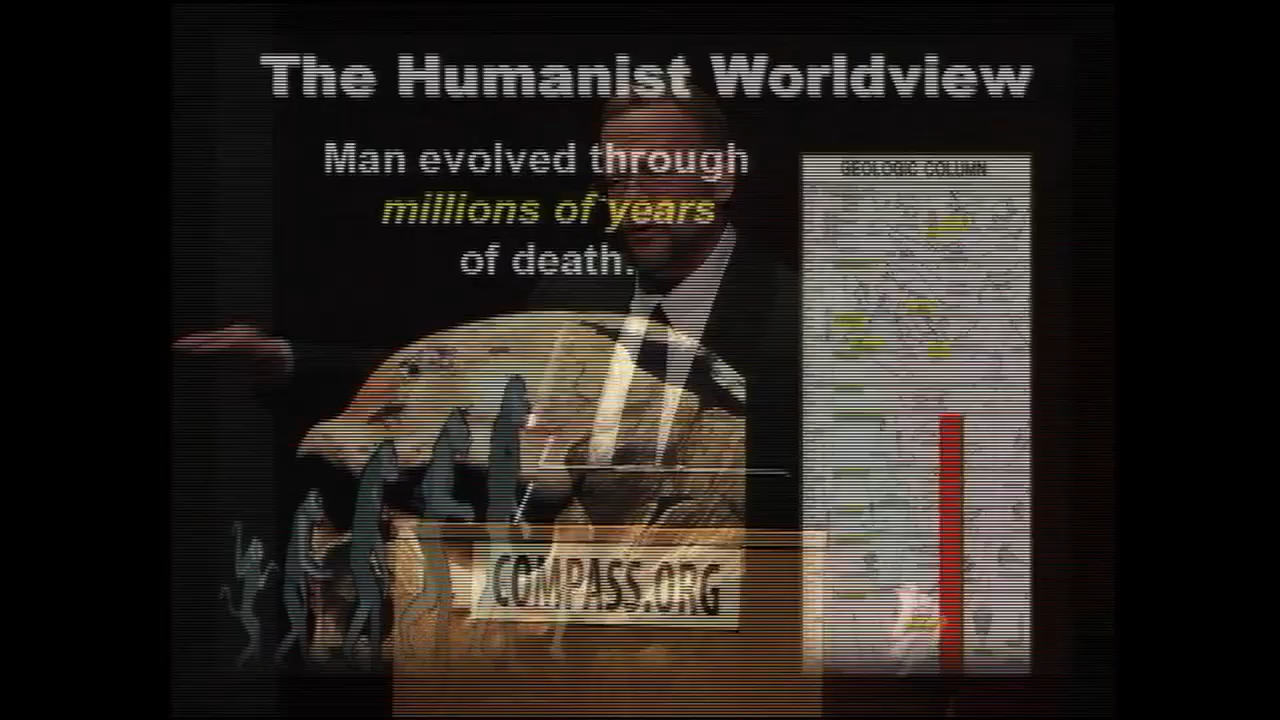 The Humanist Worldview
Man evolved through
millions of years
of death.
GEOLOGIC COLUMN
COMPASS.ORG